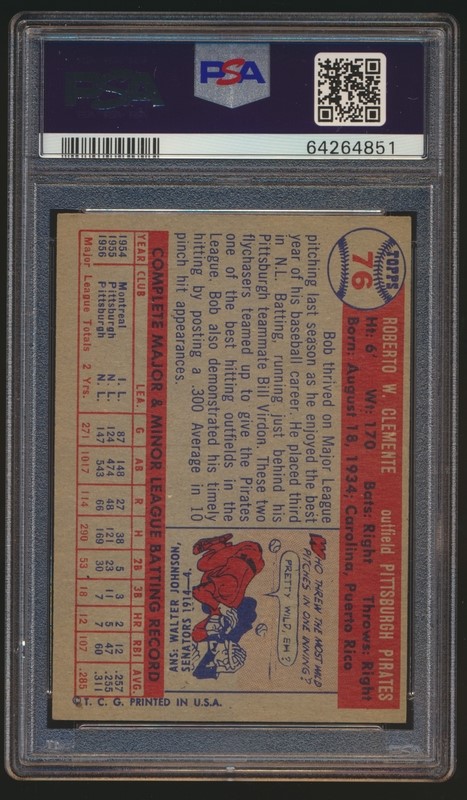 PSA
PSA
64264851
TOPPS
76
ROBERTO W. CLEMENTE outfield PITTSBURGH PIRATES
Ht: 6' Wt: 170 Bats: Right Throws: Right
Born: August 18, 1934, Carolina, Puerto Rico
Bob thrived on Major League
pitching last season as he enjoyed the best
year of his baseball career. He placed third
in N.L. Batting, running just behind his
Pittsburgh teammate Bill Virdon. These two
flychasers teamed up to give the Pirates
one of the best hitting outfields in the
League. Bob also demonstrated his timely
hitting by posting a .300 Average in 10
pinch hit appearances.
WHO THREW THE MOST WILD
PITCHES IN ONE INNING?
PRETTY WILD, EH?
ANS: WALTER JOHNSON,
SENATORS 1914—4.
COMPLETE MAJOR & MINOR LEAGUE BATTING RECORD
YEAR CLUB LEA. G AB R H 2B 3B HR RBI AVG.
1954 Montreal I. L. 87 148 27 38 5 3 2 12 .257
1955 Pittsburgh N. L. 124 474 48 121 23 11 5 47 .255
1956 Pittsburgh N. L. 147 543 66 169 30 7 7 60 .311
Major League Totals 2 Yrs. 271 1017 114 290 53 18 12 107 .285
©T. C. G. PRINTED IN U.S.A.